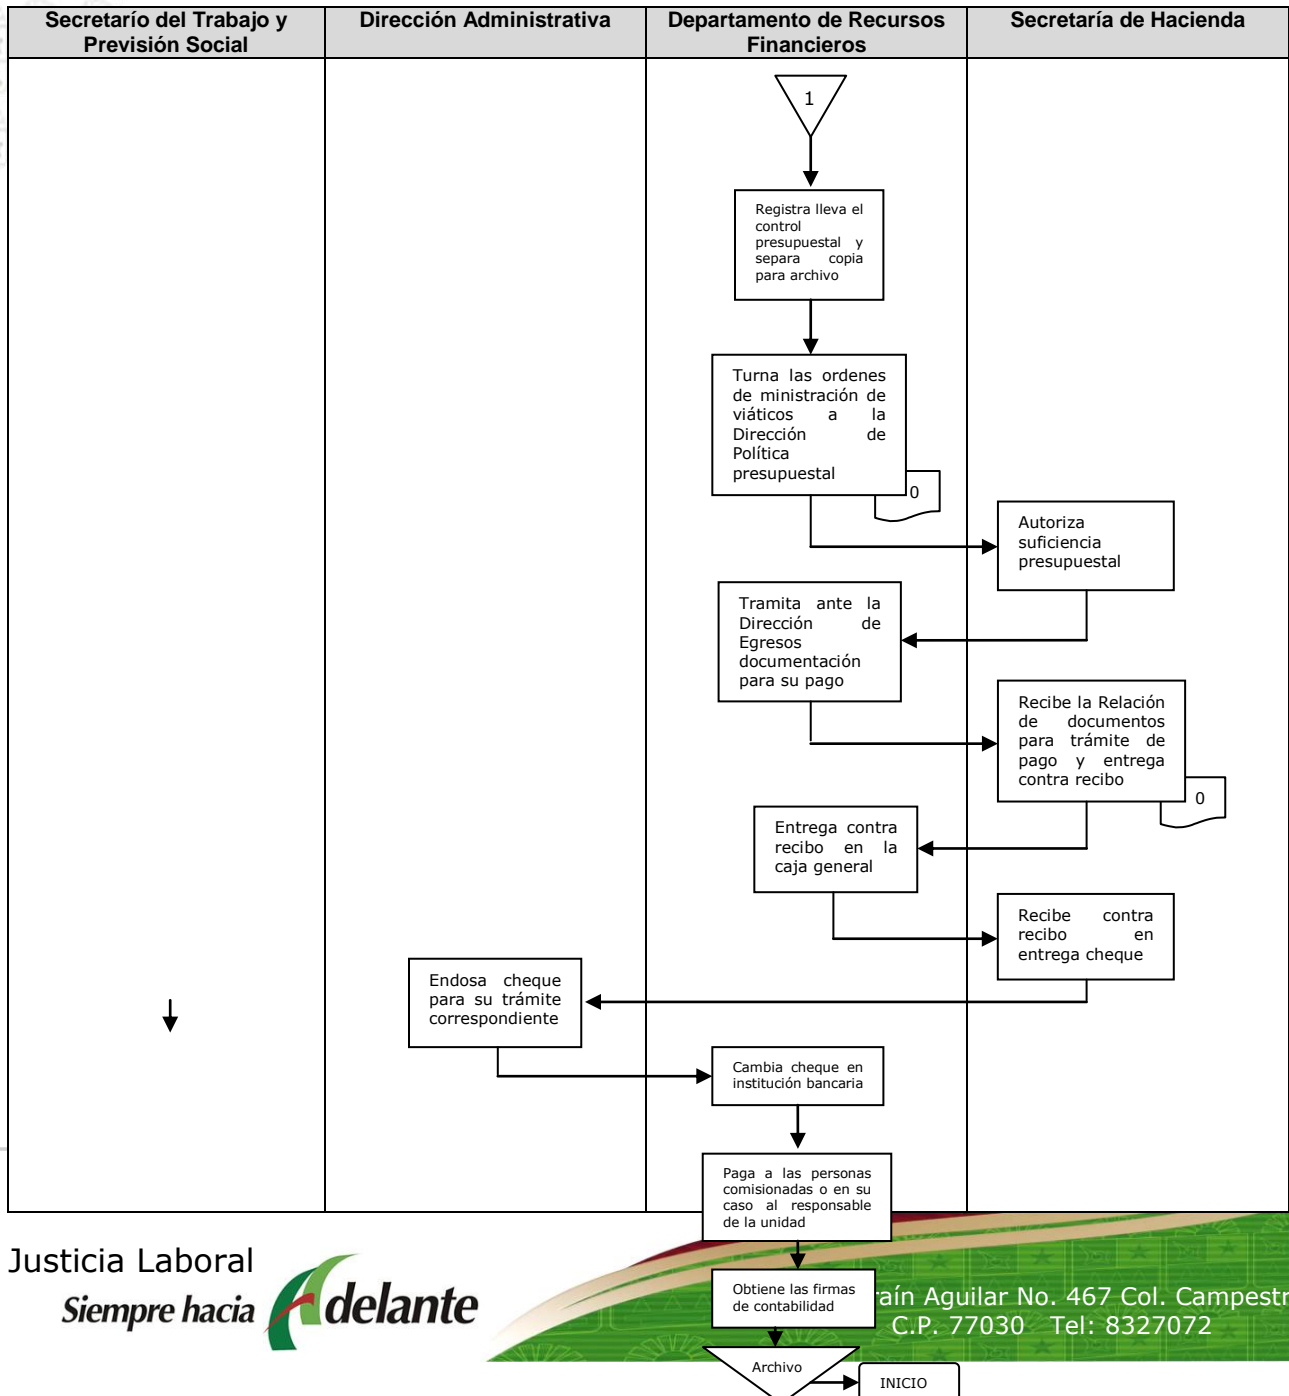 Secretarío del Trabajo y
Previsión Social
Dirección Administrativa
Departamento de Recursos
Financieros
Secretaría de Hacienda
1
Registra lleva el
control
presupuestal y
separa copia
para archivo
Turna las ordenes
de ministración de
viáticos a la
Dirección de
Política
presupuestal
0
Autoriza
suficiencia
presupuestal
Tramita ante la
Dirección de
Egresos
documentación
para su pago
Recibe la Relación
de documentos
para trámite de
pago y entrega
contra recibo
0
Entrega contra
recibo en la
caja general
Recibe contra
recibo en
entrega cheque
Endosa cheque
para su trámite
correspondiente
Cambia cheque en
institución bancaria
Paga a las personas
comisionadas o en su
caso al responsable
de la unidad
Obtiene las firmas
de contabilidad
Archivo
INICIO
Justicia Laboral
Siempre hacia Adelante
raín Aguilar No. 467 Col. Campestr
C.P. 77030 Tel: 8327072